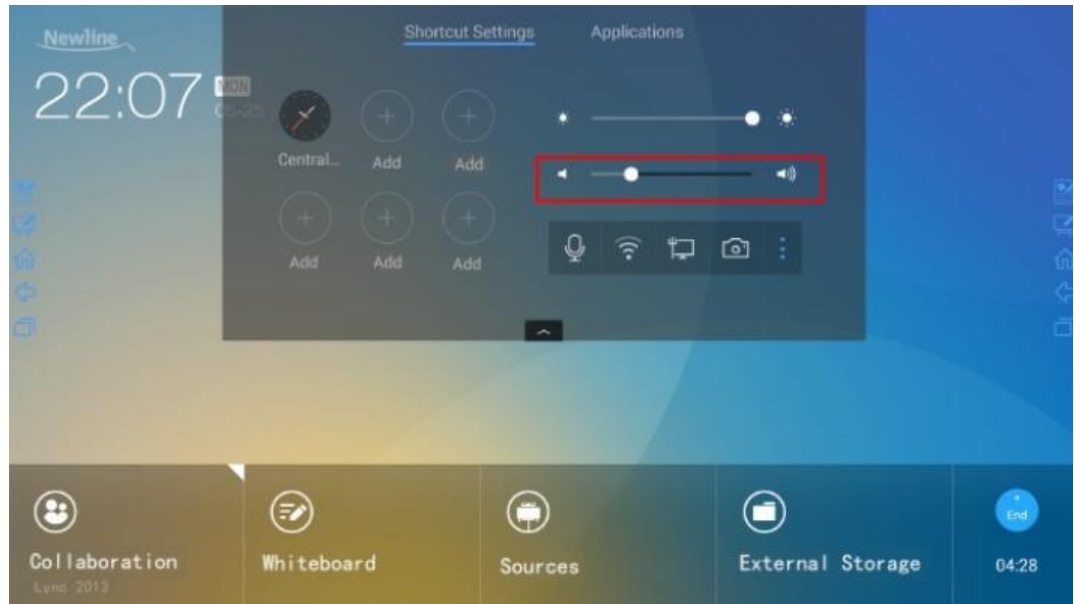 Newline
Shortcut Settings
Applications
22:07
MON
05-25
Central...
Add
Add
Add
Add
Add
Collaboration
Lync 2013
Whiteboard
Sources
External Storage
End
04:28